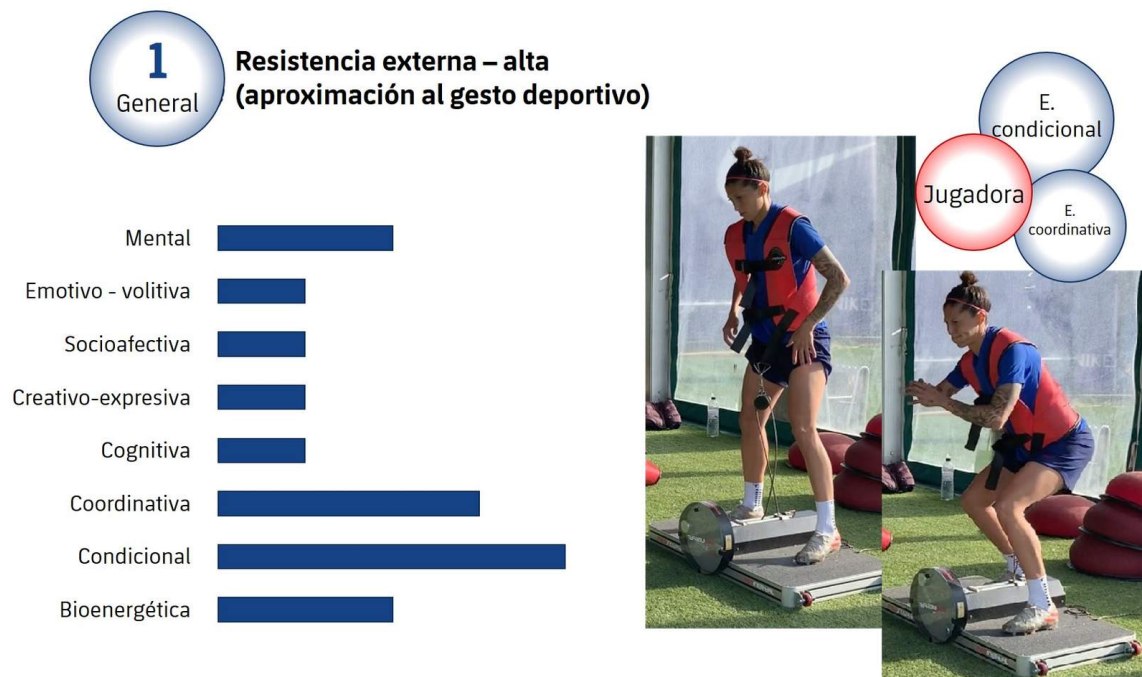 1
General
Resistencia externa – alta
(aproximación al gesto deportivo)
E.
condicional
Jugadora
E.
coordinativa
Mental
Emotivo - volitiva
Socioafectiva
Creativo-expresiva
Cognitiva
Coordinativa
Condicional
Bioenergética